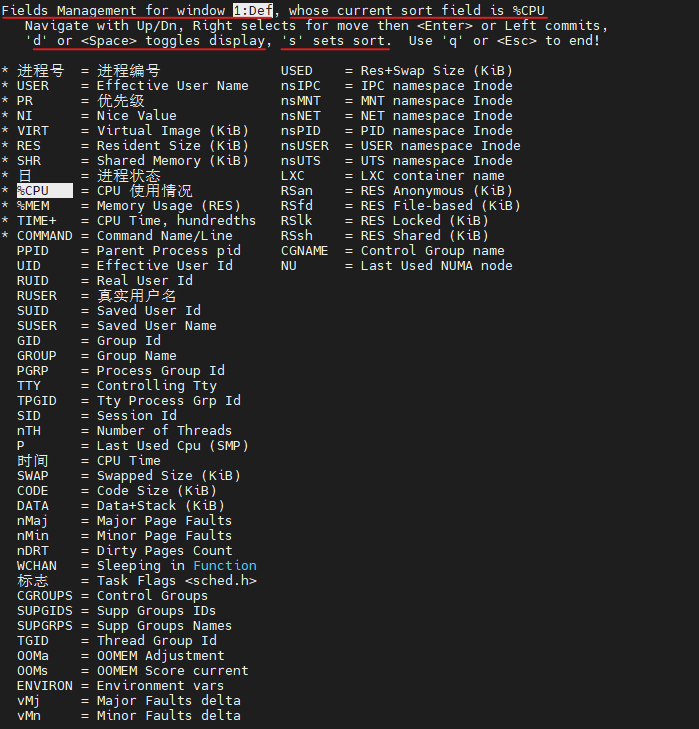 Fields Management for window 1:Def, whose current sort field is %CPU
   Navigate with Up/Dn, Right selects for move then <Enter> or Left commits,
   'd' or <Space> toggles display, 's' sets sort.  Use 'q' or <Esc> to end!

* 进程号  = 进程编号               USED    = Res+Swap Size (KiB)
* USER    = Effective User Name    nsIPC   = IPC namespace Inode
* PR      = 优先级                 nsMNT   = MNT namespace Inode
* NI      = Nice Value             nsNET   = NET namespace Inode
* VIRT    = Virtual Image (KiB)    nsPID   = PID namespace Inode
* RES     = Resident Size (KiB)    nsUSER  = USER namespace Inode
* SHR     = Shared Memory (KiB)    nsUTS   = UTS namespace Inode
* 日      = 进程状态               LXC     = LXC container name
* %CPU    = CPU 使用情况           RSan    = RES Anonymous (KiB)
* %MEM    = Memory Usage (RES)     RSfd    = RES File-based (KiB)
* TIME+   = CPU Time, hundredths   RSlk    = RES Locked (KiB)
* COMMAND = Command Name/Line      RSsh    = RES Shared (KiB)
  PPID    = Parent Process pid     CGNAME  = Control Group name
  UID     = Effective User Id      NU      = Last Used NUMA node
  RUID    = Real User Id
  RUSER   = 真实用户名
  SUID    = Saved User Id
  SUSER   = Saved User Name
  GID     = Group Id
  GROUP   = Group Name
  PGRP    = Process Group Id
  TTY     = Controlling Tty
  TPGID   = Tty Process Grp Id
  SID     = Session Id
  nTH     = Number of Threads
  P       = Last Used Cpu (SMP)
  时间    = CPU Time
  SWAP    = Swapped Size (KiB)
  CODE    = Code Size (KiB)
  DATA    = Data+Stack (KiB)
  nMaj    = Major Page Faults
  nMin    = Minor Page Faults
  nDRT    = Dirty Pages Count
  WCHAN   = Sleeping in Function
  标志    = Task Flags <sched.h>
  CGROUPS = Control Groups
  SUPGIDS = Supp Groups IDs
  SUPGRPS = Supp Groups Names
  TGID    = Thread Group Id
  OOMa    = OOMEM Adjustment
  OOMs    = OOMEM Score current
  ENVIRON = Environment vars
  vMj     = Major Faults delta
  vMn     = Minor Faults delta